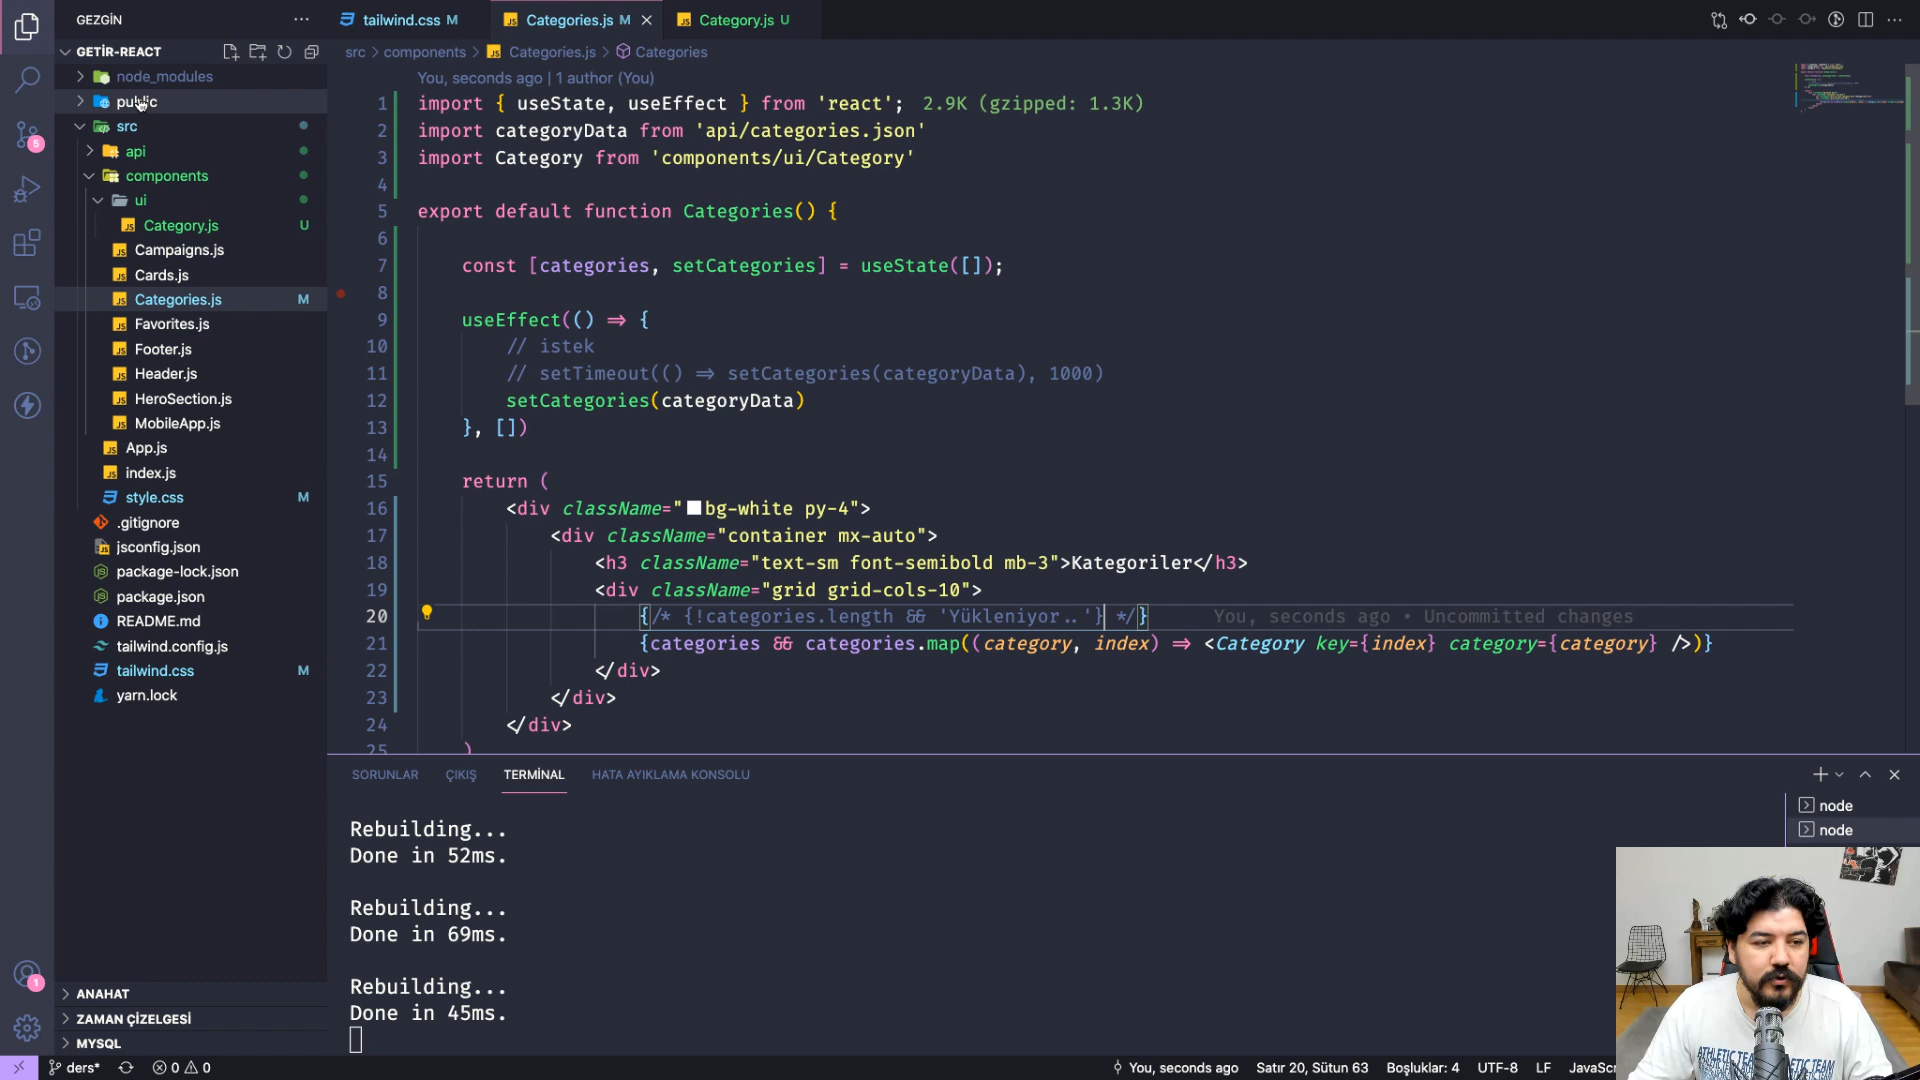 GEZGIN
GETİR-REACT
node_modules
public
src
api
components
ui
Category.js U
Campaigns.js
Cards.js
Categories.js M
Favorites.js
Footer.js
Header.js
HeroSection.js
MobileApp.js
App.js
index.js
style.css M
.gitignore
jsconfig.json
package-lock.json
package.json
README.md
tailwind.config.js
tailwind.css M
yarn.lock
ANAHAT
ZAMAN ÇİZELGESİ
MYSQL
5
1
tailwind.css M
Categories.js M
Category.js U
src > components > Categories.js > Categories
You, seconds ago | 1 author (You)
1 import { useState, useEffect } from 'react'; 2.9K (gzipped: 1.3K)
2 import categoryData from 'api/categories.json'
3 import Category from 'components/ui/Category'
4
5 export default function Categories() {
6
7 const [categories, setCategories] = useState([]);
8
9 useEffect(() => {
10 // istek
11 // setTimeout(() => setCategories(categoryData), 1000)
12 setCategories(categoryData)
13 }, [])
14
15 return (
16 <div className="bg-white py-4">
17 <div className="container mx-auto">
18 <h3 className="text-sm font-semibold mb-3">Kategoriler</h3>
19 <div className="grid grid-cols-10">
20 {/* {!categories.length && 'Yükleniyor..'} */} You, seconds ago • Uncommitted changes
21 {categories && categories.map((category, index) => <Category key={index} category={category} />)}
22 </div>
23 </div>
24 </div>
25 )
SORUNLAR ÇIKIŞ TERMİNAL HATA AYIKLAMA KONSOLU
Rebuilding...
Done in 52ms.
Rebuilding...
Done in 69ms.
Rebuilding...
Done in 45ms.
node
node
ATHLETIC TEAM
ders* 0 0 You, seconds ago Satır 20, Sütun 63 Boşluklar: 4 UTF-8 LF